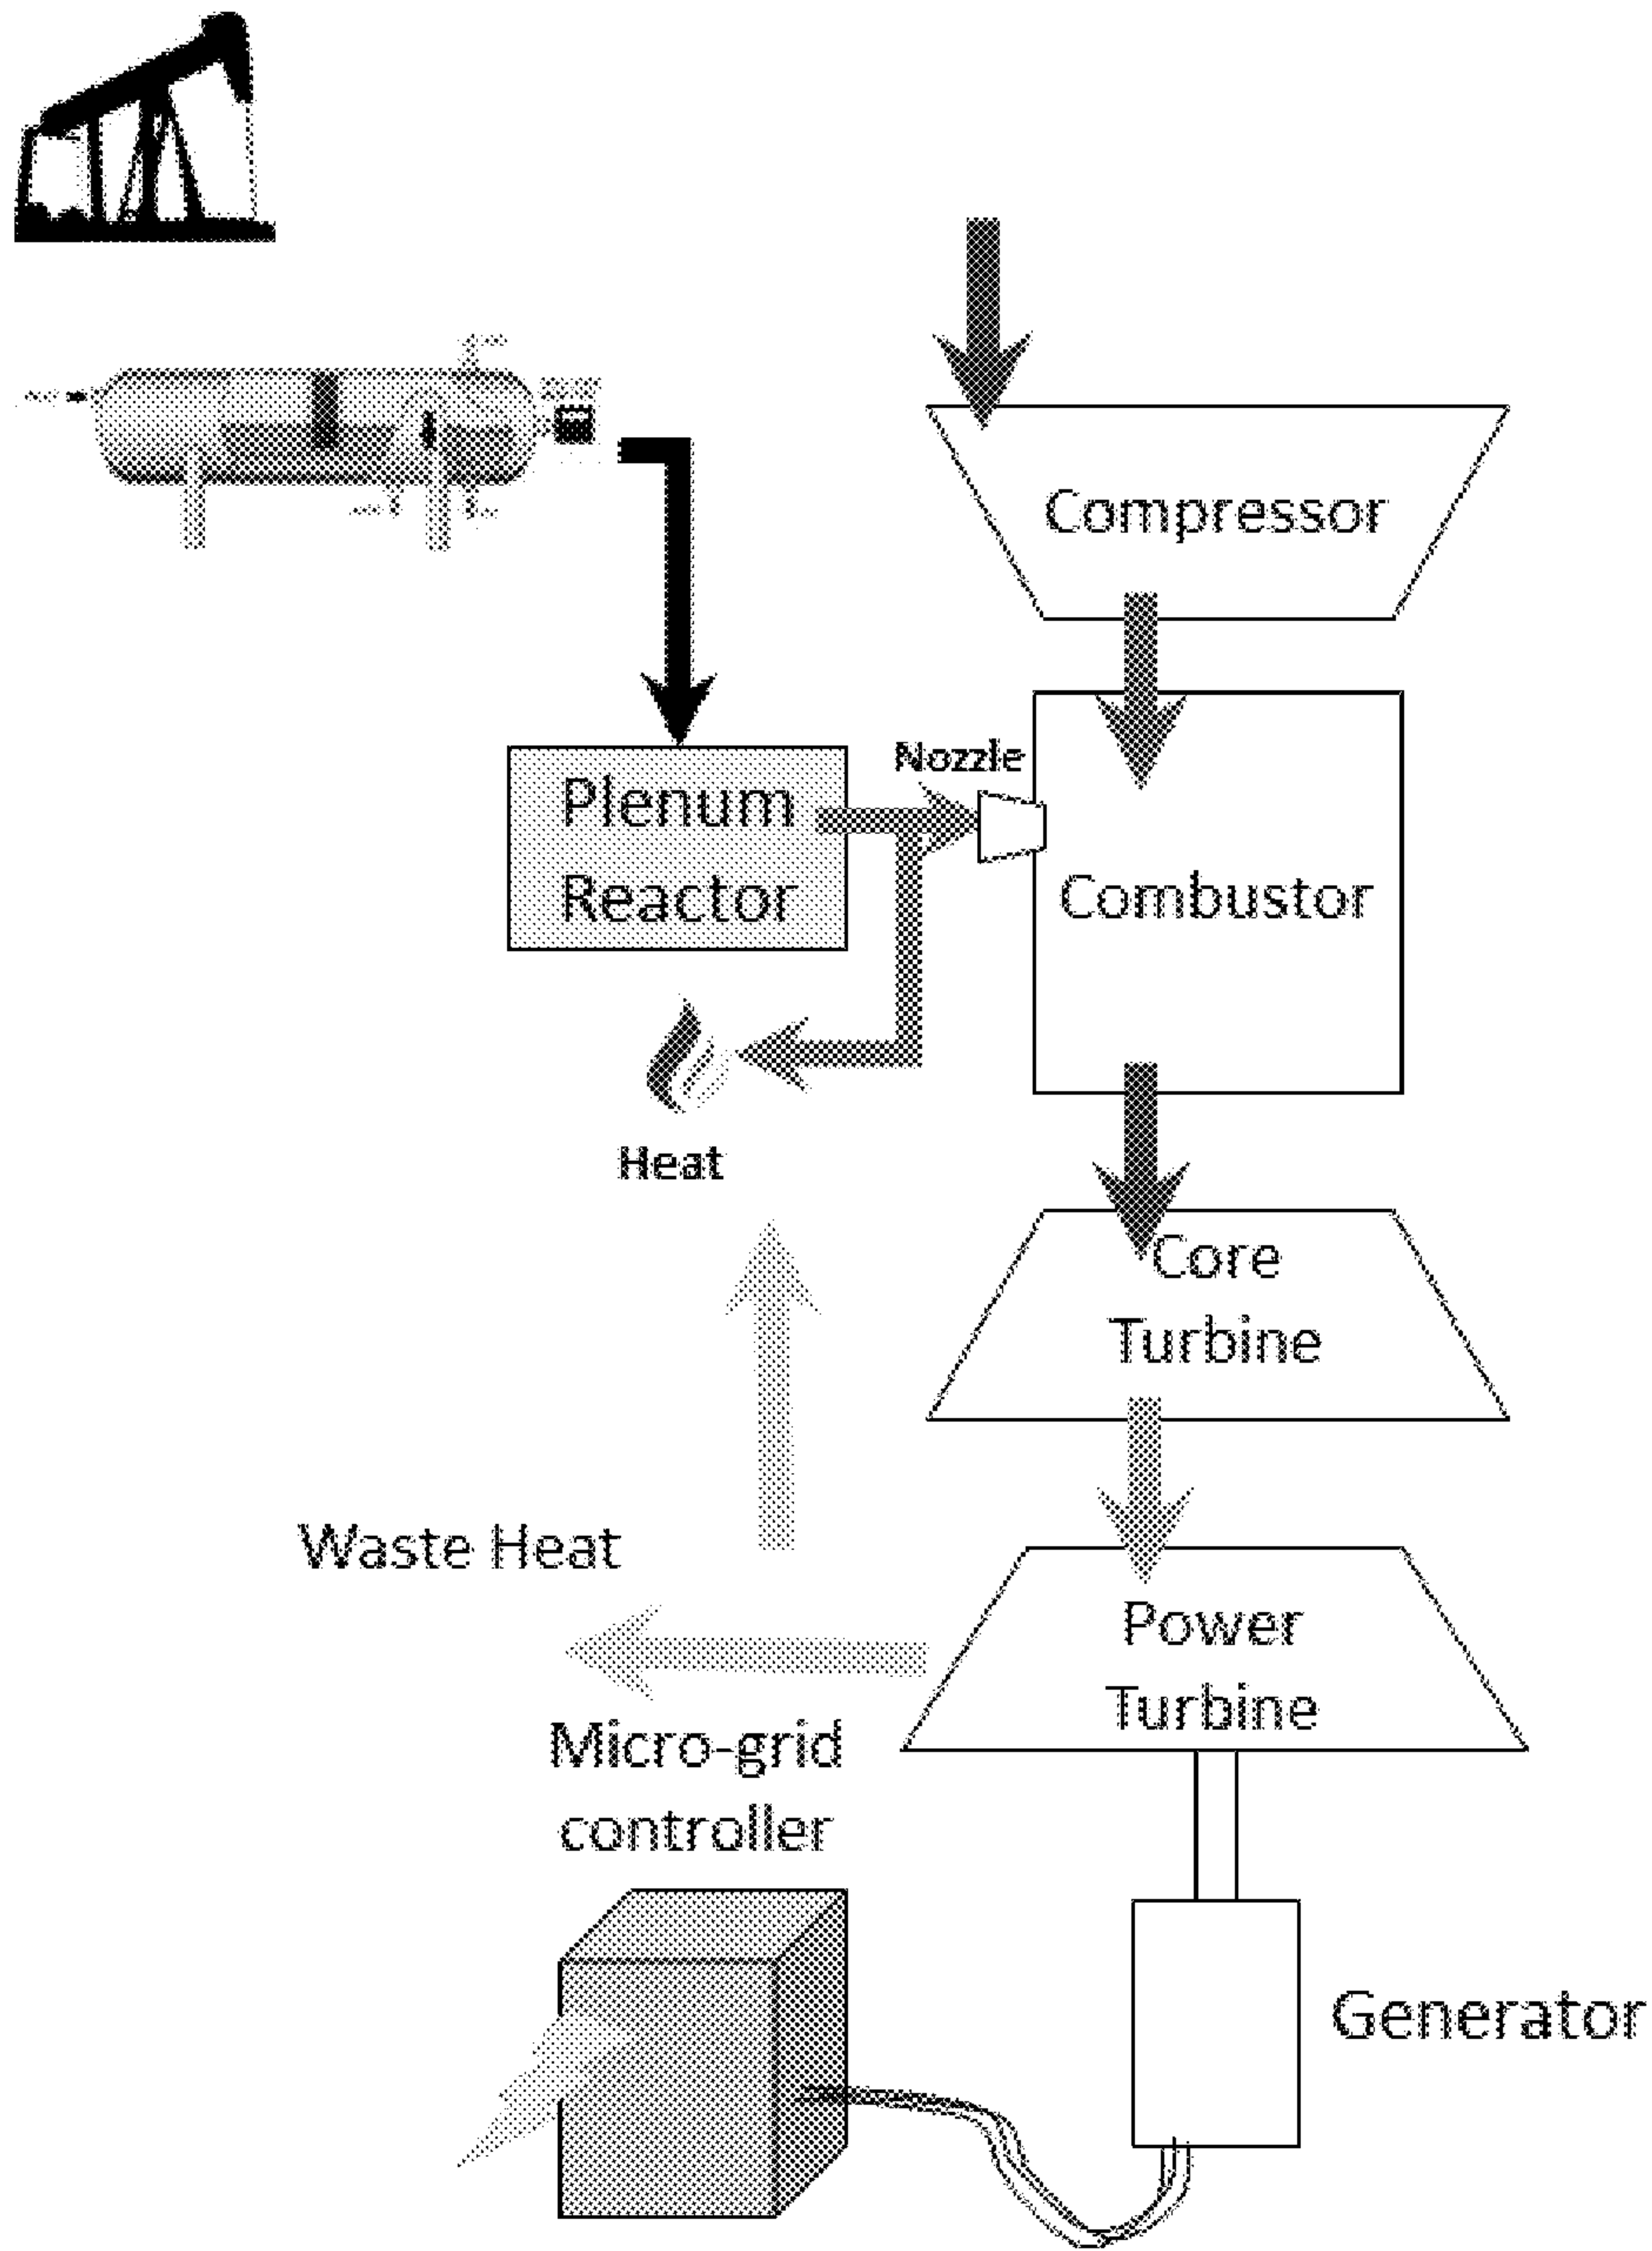 Compressor
Nozzle
Plenum
Reactor
Combustor
Heat
Core
Turbine
Waste Heat
Power
Turbine
Micro-grid
controller
Generator